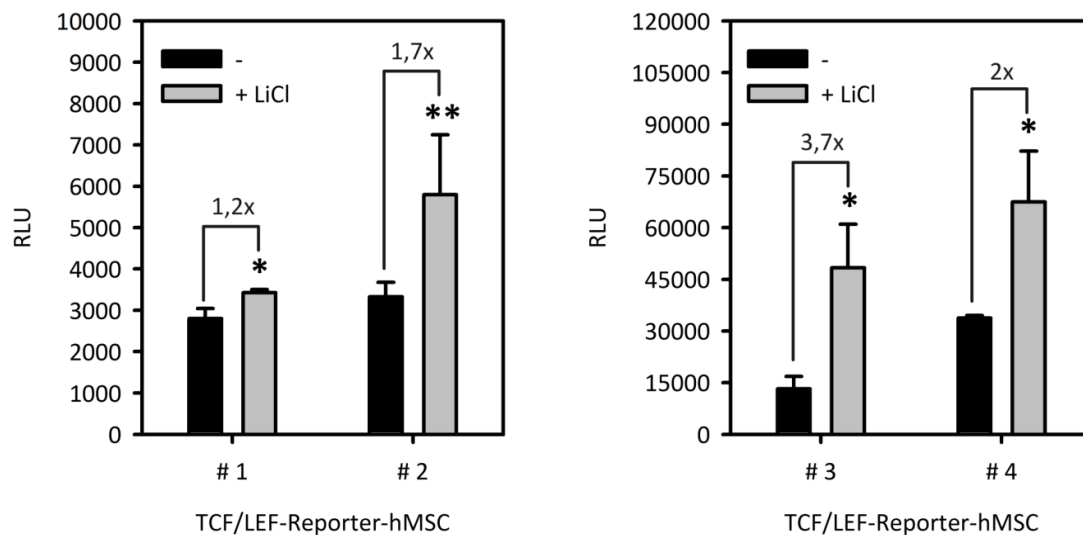 10000
9000
8000
7000
6000
5000
4000
3000
2000
1000
0
RLU
-
+ LiCl
1,2x
*
1,7x
**
# 1 # 2
TCF/LEF-Reporter-hMSC
120000
105000
90000
75000
60000
45000
30000
15000
0
RLU
-
+ LiCl
3,7x
*
2x
*
# 3 # 4
TCF/LEF-Reporter-hMSC